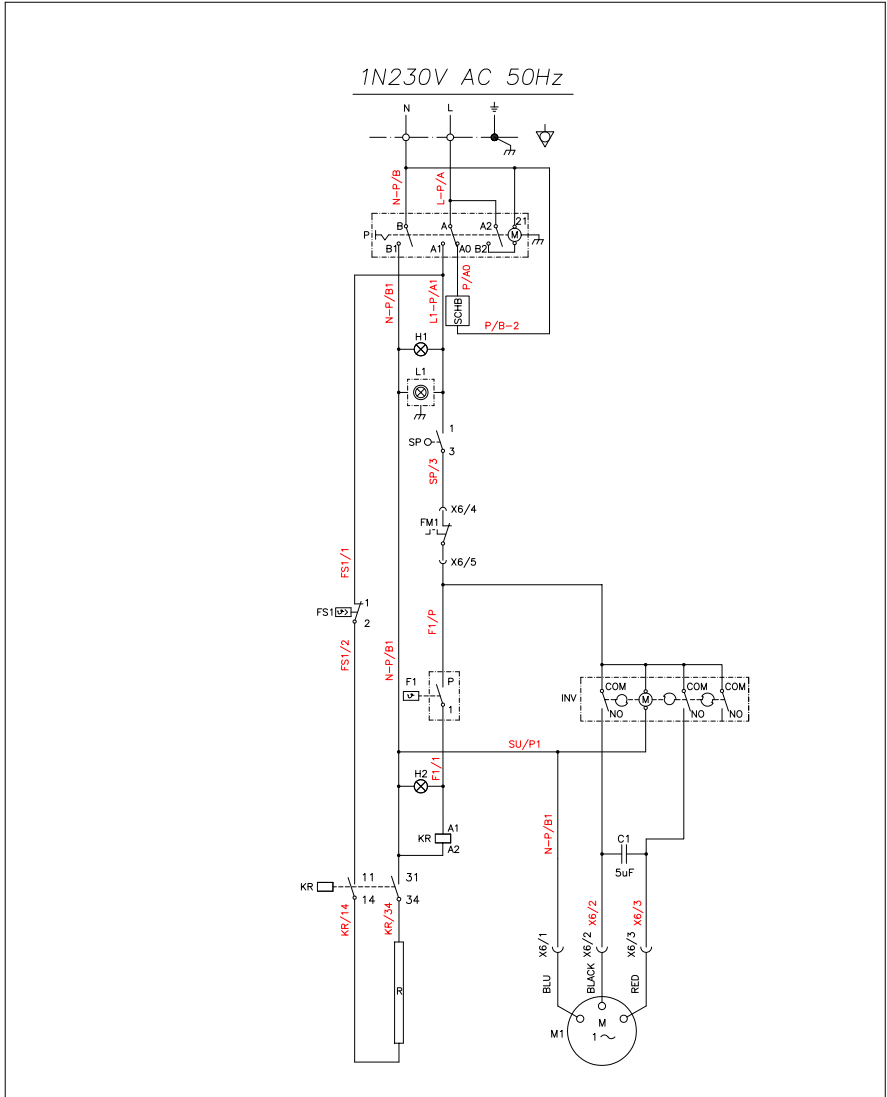 1N230V AC 50Hz
N L
N-P/B L-P/A
B A A2 21
P M
B1 A1 A0 B2
P/A0
N-P/B1 L1-P/A1 SCHB
P/B-2
H1
L1
1
SP
3
SP/3
X6/4
FM1
X6/5
FS1/1
FS1 1
2
F1/P
FS1/2 N-P/B1
F1 P
1
COM COM COM
INV M
NO NO NO
SU/P1
F1/1
H2
A1
KR
A2
N-P/B1
C1
5uF
11 31
KR
14 34
KR/14 KR/34
X6/2 X6/3
X6/1 X6/2 X6/3
BLU BLACK RED
R
M1 M
1~